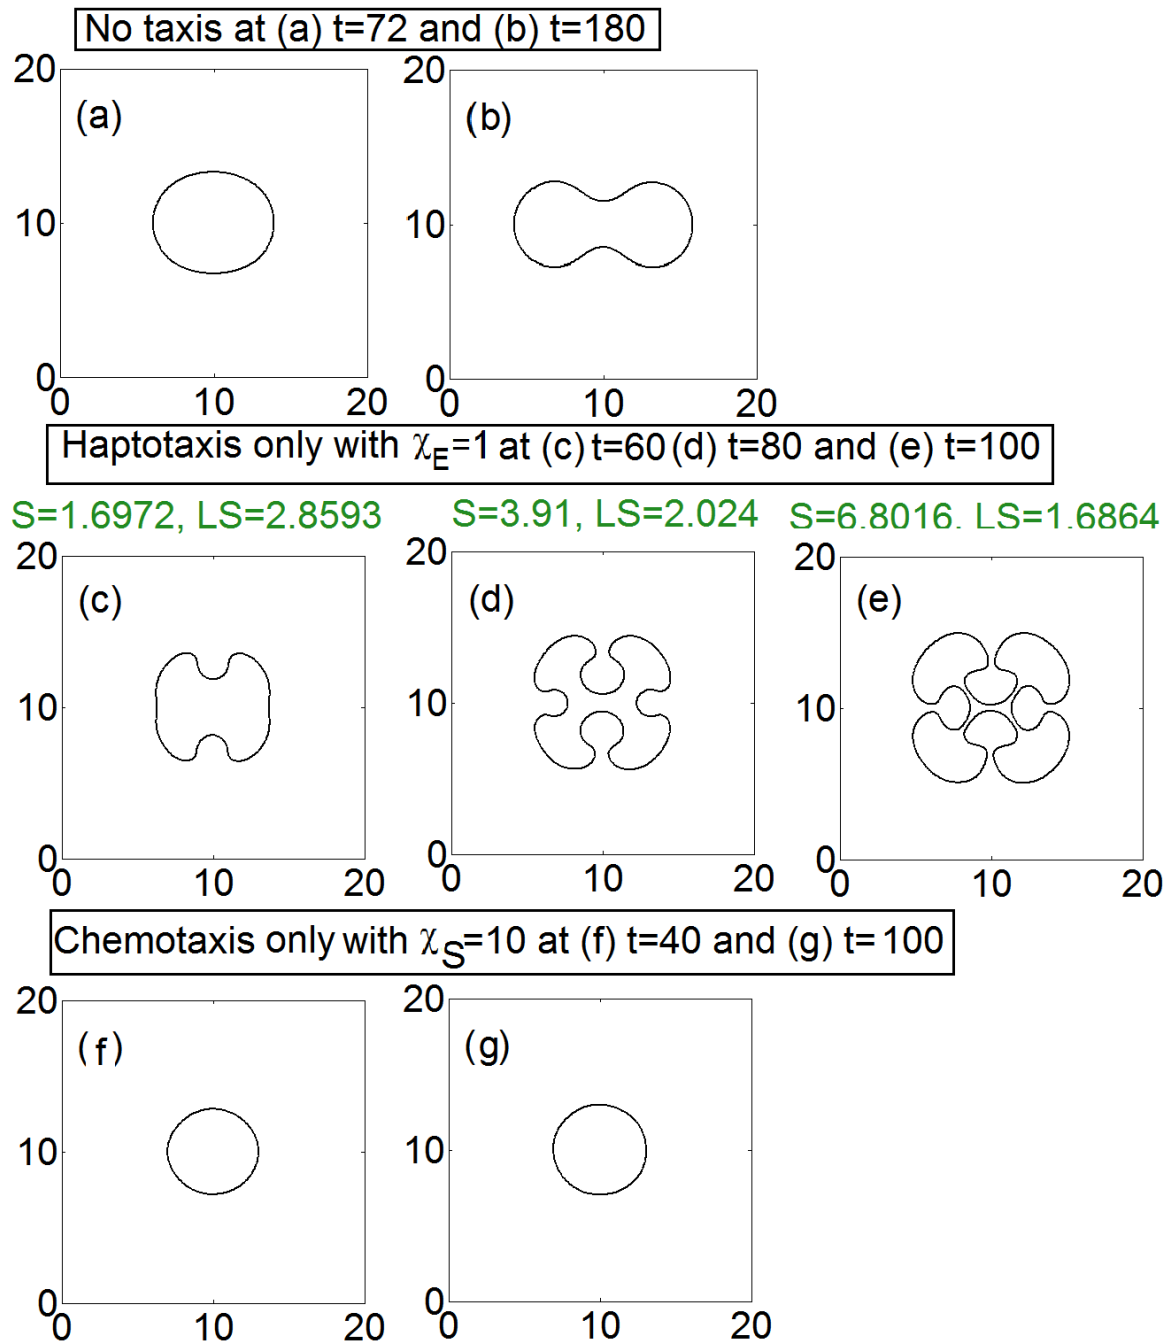 No taxis at (a) t=72 and (b) t=180
20 20
(a) (b)
10 10
0 0
0 10 20 0 10 20
Haptotaxis only with χE=1 at (c) t=60 (d) t=80 and (e) t=100
S=1.6972, LS=2.8593 S=3.91, LS=2.024 S=6.8016, LS=1.6864
20 20 20
(c) (d) (e)
10 10 10
0 0 0
0 10 20 0 10 20 0 10 20
Chemotaxis only with χS=10 at (f) t=40 and (g) t=100
20 20
(f) (g)
10 10
0 0
0 10 20 0 10 20